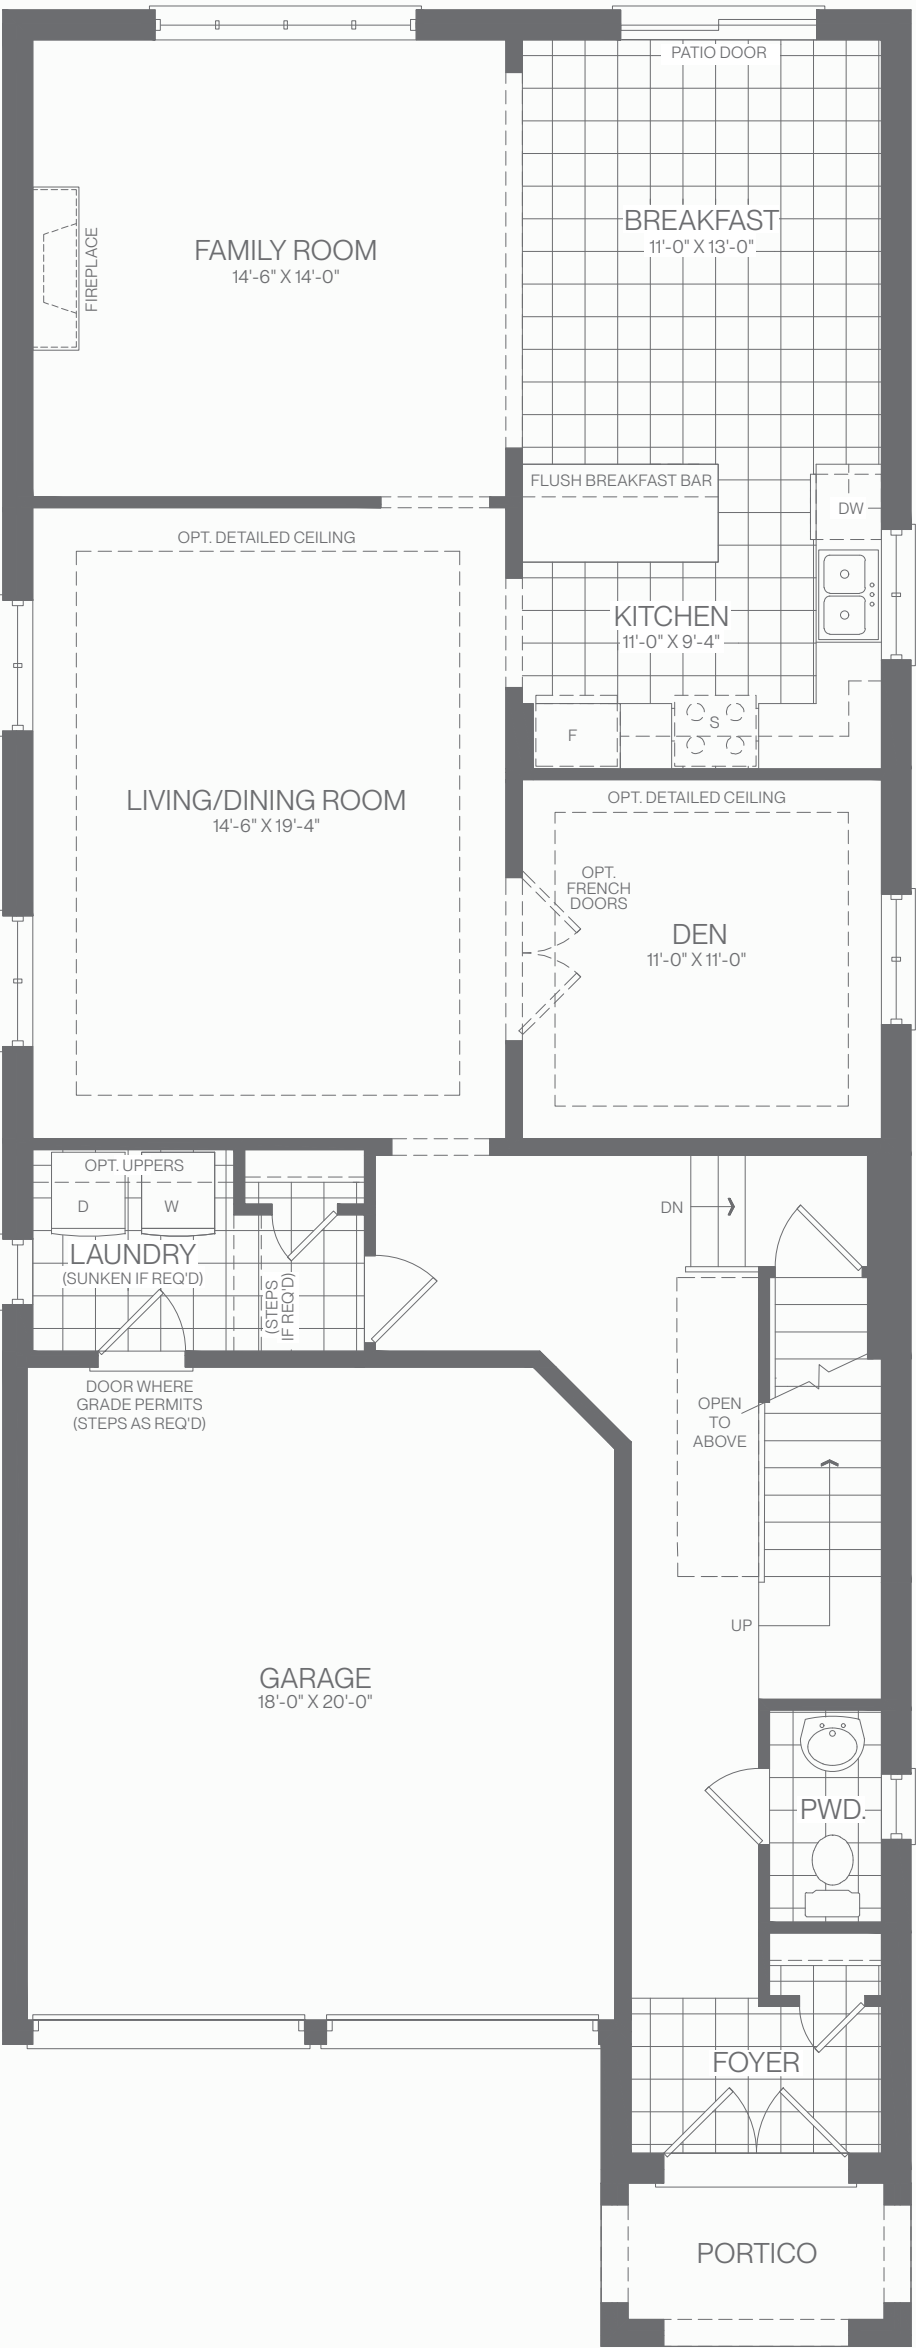 PATIO DOOR
BREAKFAST
11'-0" X 13'-0"
FAMILY ROOM
14'-6" X 14'-0"
FIREPLACE
FLUSH BREAKFAST BAR
DW
OPT. DETAILED CEILING
KITCHEN
11'-0" X 9'-4"
F
S
LIVING/DINING ROOM
14'-6" X 19'-4"
OPT. DETAILED CEILING
OPT.
FRENCH
DOORS
DEN
11'-0" X 11'-0"
OPT. UPPERS
D
W
LAUNDRY
(SUNKEN IF REQ'D)
(STEPS
IF REQ'D)
DN
DOOR WHERE
GRADE PERMITS
(STEPS AS REQ'D)
OPEN
TO
ABOVE
UP
GARAGE
18'-0" X 20'-0"
PWD.
FOYER
PORTICO